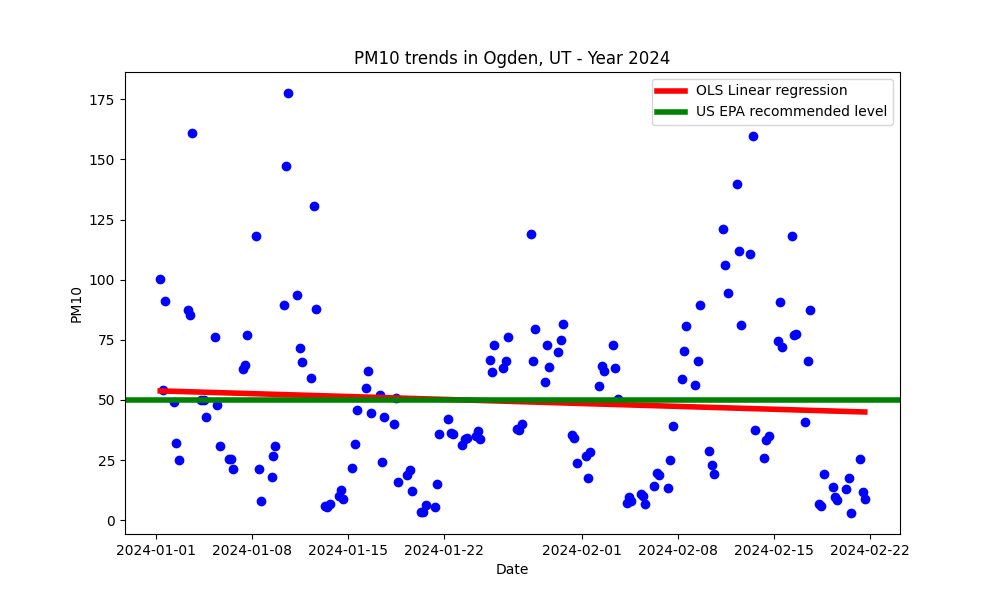 PM10 trends in Ogden, UT - Year 2024
OLS Linear regression
US EPA recommended level
175
150
125
100
75
50
25
0
PM10
2024-01-01 2024-01-08 2024-01-15 2024-01-22 2024-02-01 2024-02-08 2024-02-15 2024-02-22
Date